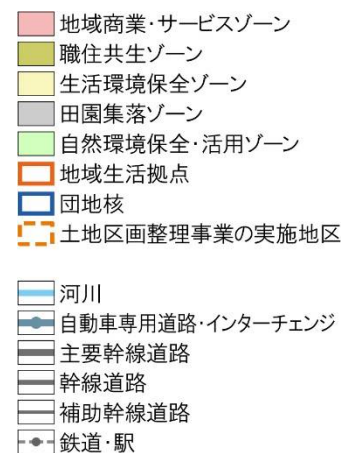 地域商業・サービスゾーン
職住共生ゾーン
生活環境保全ゾーン
田園集落ゾーン
自然環境保全・活用ゾーン
地域生活拠点
団地核
土地区画整理事業の実施地区
河川
自動車専用道路・インターチェンジ
主要幹線道路
幹線道路
補助幹線道路
鉄道・駅